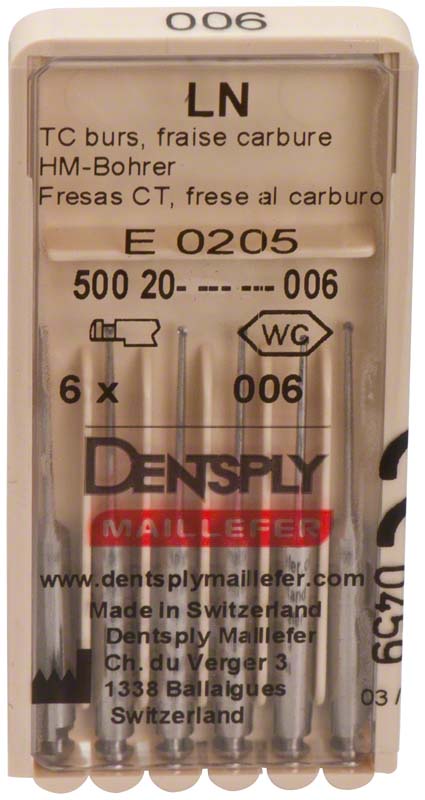 006
LN
TC burs, fraise carbure
HM-Bohrer
Fresas CT, frese al carburo
E 0205
500 20- --- -- ---006
WC
6 x 006
DENTSPLY
MAILLEFER
www.dentsplymaillefer.com
Made in Switzerland
Dentsply Maillefer
Ch. du Verger 3
1338 Ballaigues
Switzerland
0459
03 /